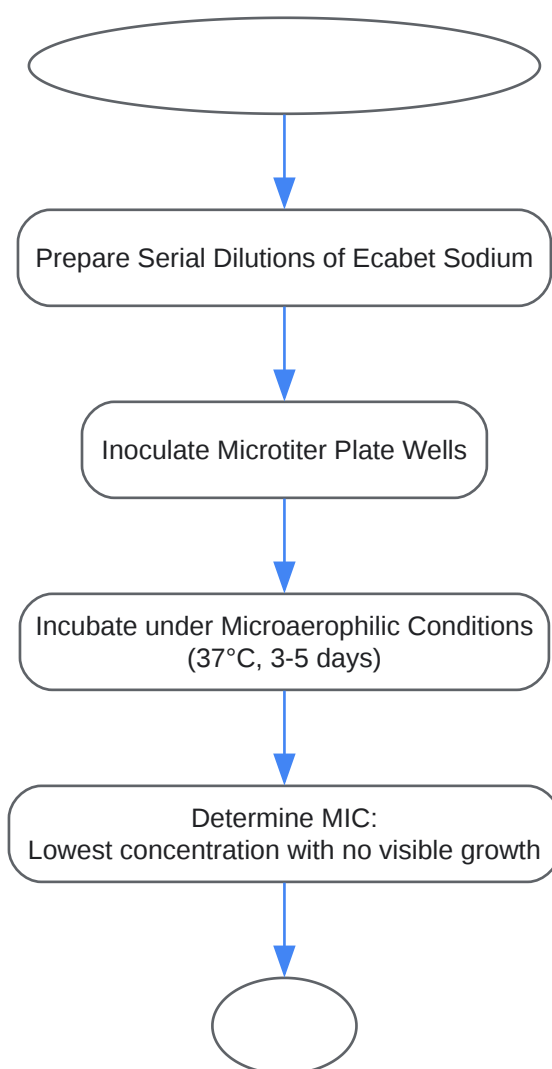 Prepare Serial Dilutions of Ecabet Sodium
Inoculate Microtiter Plate Wells
Incubate under Microaerophilic Conditions
(37°C, 3-5 days)
Determine MIC:
Lowest concentration with no visible growth